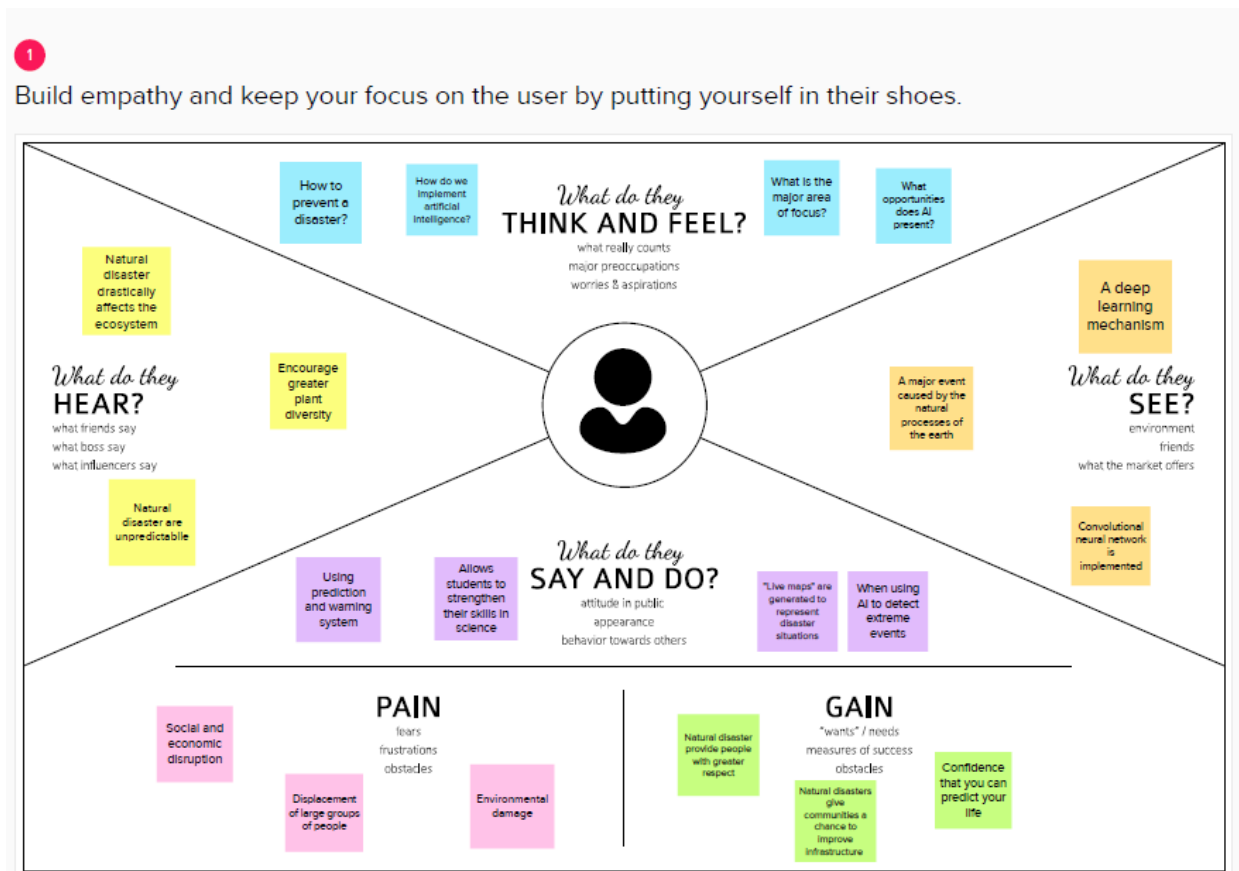 1
Build empathy and keep your focus on the user by putting yourself in their shoes.
How to
prevent a
disaster?
How do we
implement
artificial
intelligence?
What do they
THINK AND FEEL?
what really counts
major preoccupations
worries & aspirations
What is the
major area
of focus?
What
opportunities
does AI
present?
Natural
disaster
drastically
affects the
ecosystem
What do they
HEAR?
what friends say
what boss say
what influencers say
Encourage
greater
plant
diversity
Natural
disaster are
unpredictable
A deep
learning
mechanism
What do they
SEE?
environment
friends
what the market offers
A major event
caused by the
natural
processes of
the earth
Convolutional
neural network
is
implemented
Using
prediction
and warning
system
Allows
students to
strengthen
their skills in
science
What do they
SAY AND DO?
attitude in public
appearance
behavior towards others
"Live maps" are
generated to
represent
disaster
situations
When using
AI to detect
extreme
events
PAIN
fears
frustrations
obstacles
Social and
economic
disruption
Displacement
of large groups
of people
Environmental
damage
GAIN
"wants" / needs
measures of success
obstacles
Natural disaster
provide people
with greater
respect
Natural disasters
give
communities a
chance to
improve
infrastructure
Confidence
that you can
predict your
life